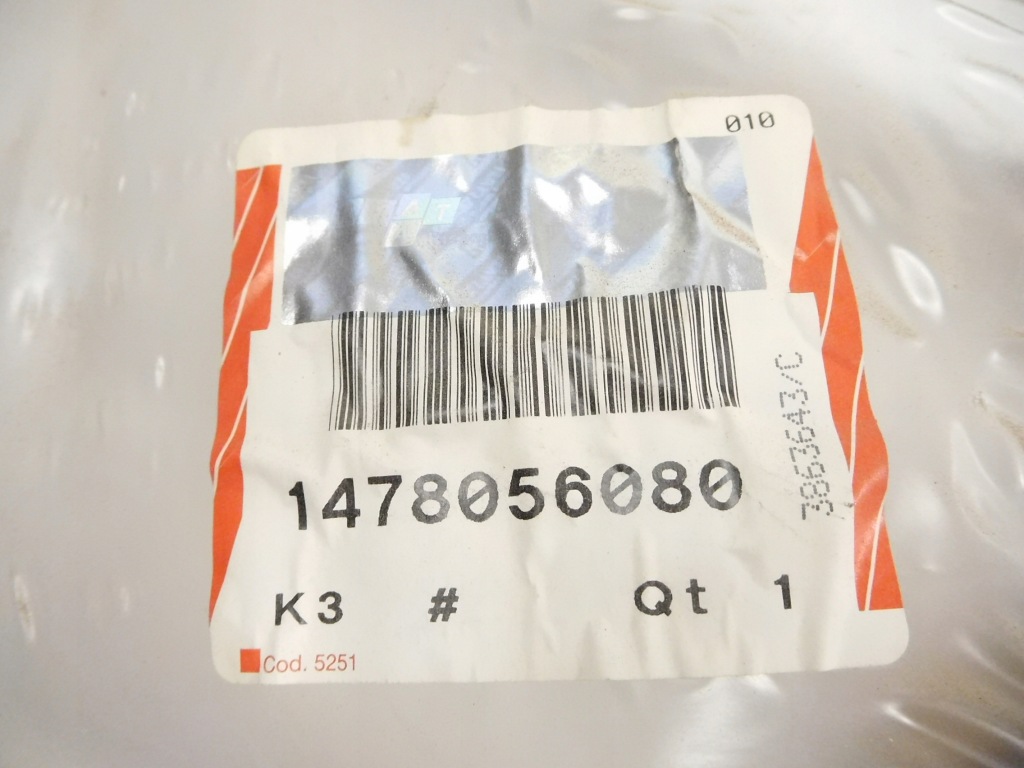 010
1478056080
3863643/C
K3 # Qt 1
Cod. 5251